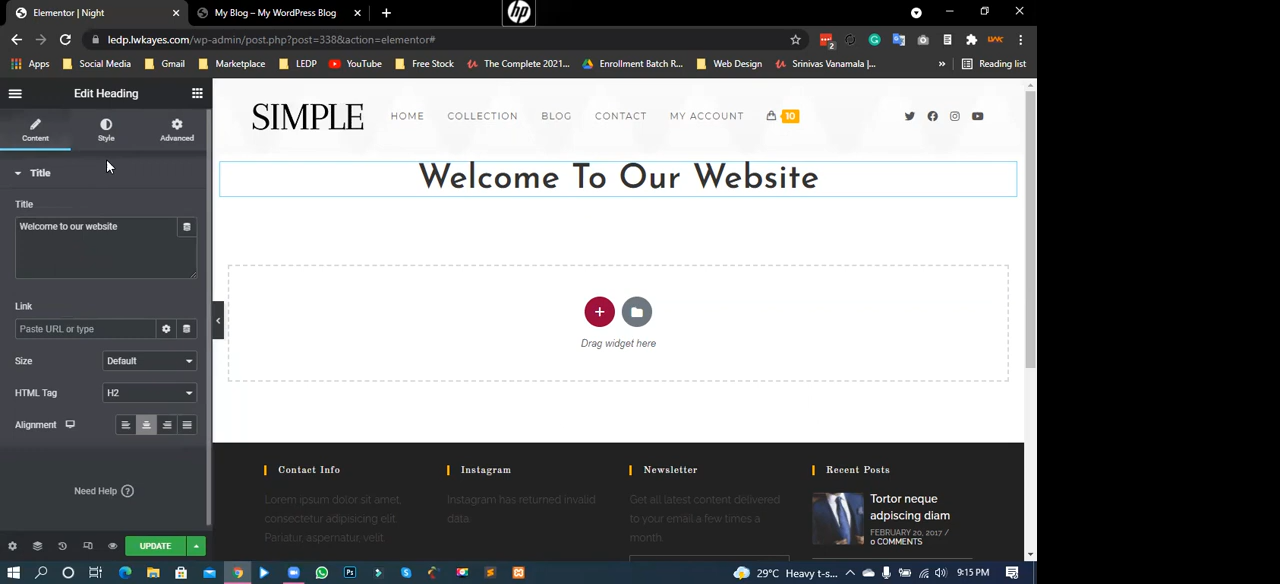 Elementor | Night
My Blog – My WordPress Blog
hp
ledp.lwkayes.com/wp-admin/post.php?post=338&action=elementor#
2
Apps
Social Media
Gmail
Marketplace
LEDP
YouTube
Free Stock
The Complete 2021...
Enrollment Batch R...
Web Design
Srinivas Vanamala |...
»
Reading list
Edit Heading
Content
Style
Advanced
Title
Title
Welcome to our website
Link
Paste URL or type
Size
Default
HTML Tag
H2
Alignment
Need Help ?
UPDATE
SIMPLE
HOME
COLLECTION
BLOG
CONTACT
MY ACCOUNT
10
Welcome To Our Website
Drag widget here
Contact Info
Lorem ipsum dolor sit amet,
consectetur adipisicing elit.
Pariatur, aspernatur, velit.
Instagram
Instagram has returned invalid
data.
Newsletter
Get all latest content delivered
to your email a few times a
month.
Recent Posts
Tortor neque
adipiscing diam
FEBRUARY 20, 2017 /
0 COMMENTS
29°C Heavy t-s...
9:15 PM